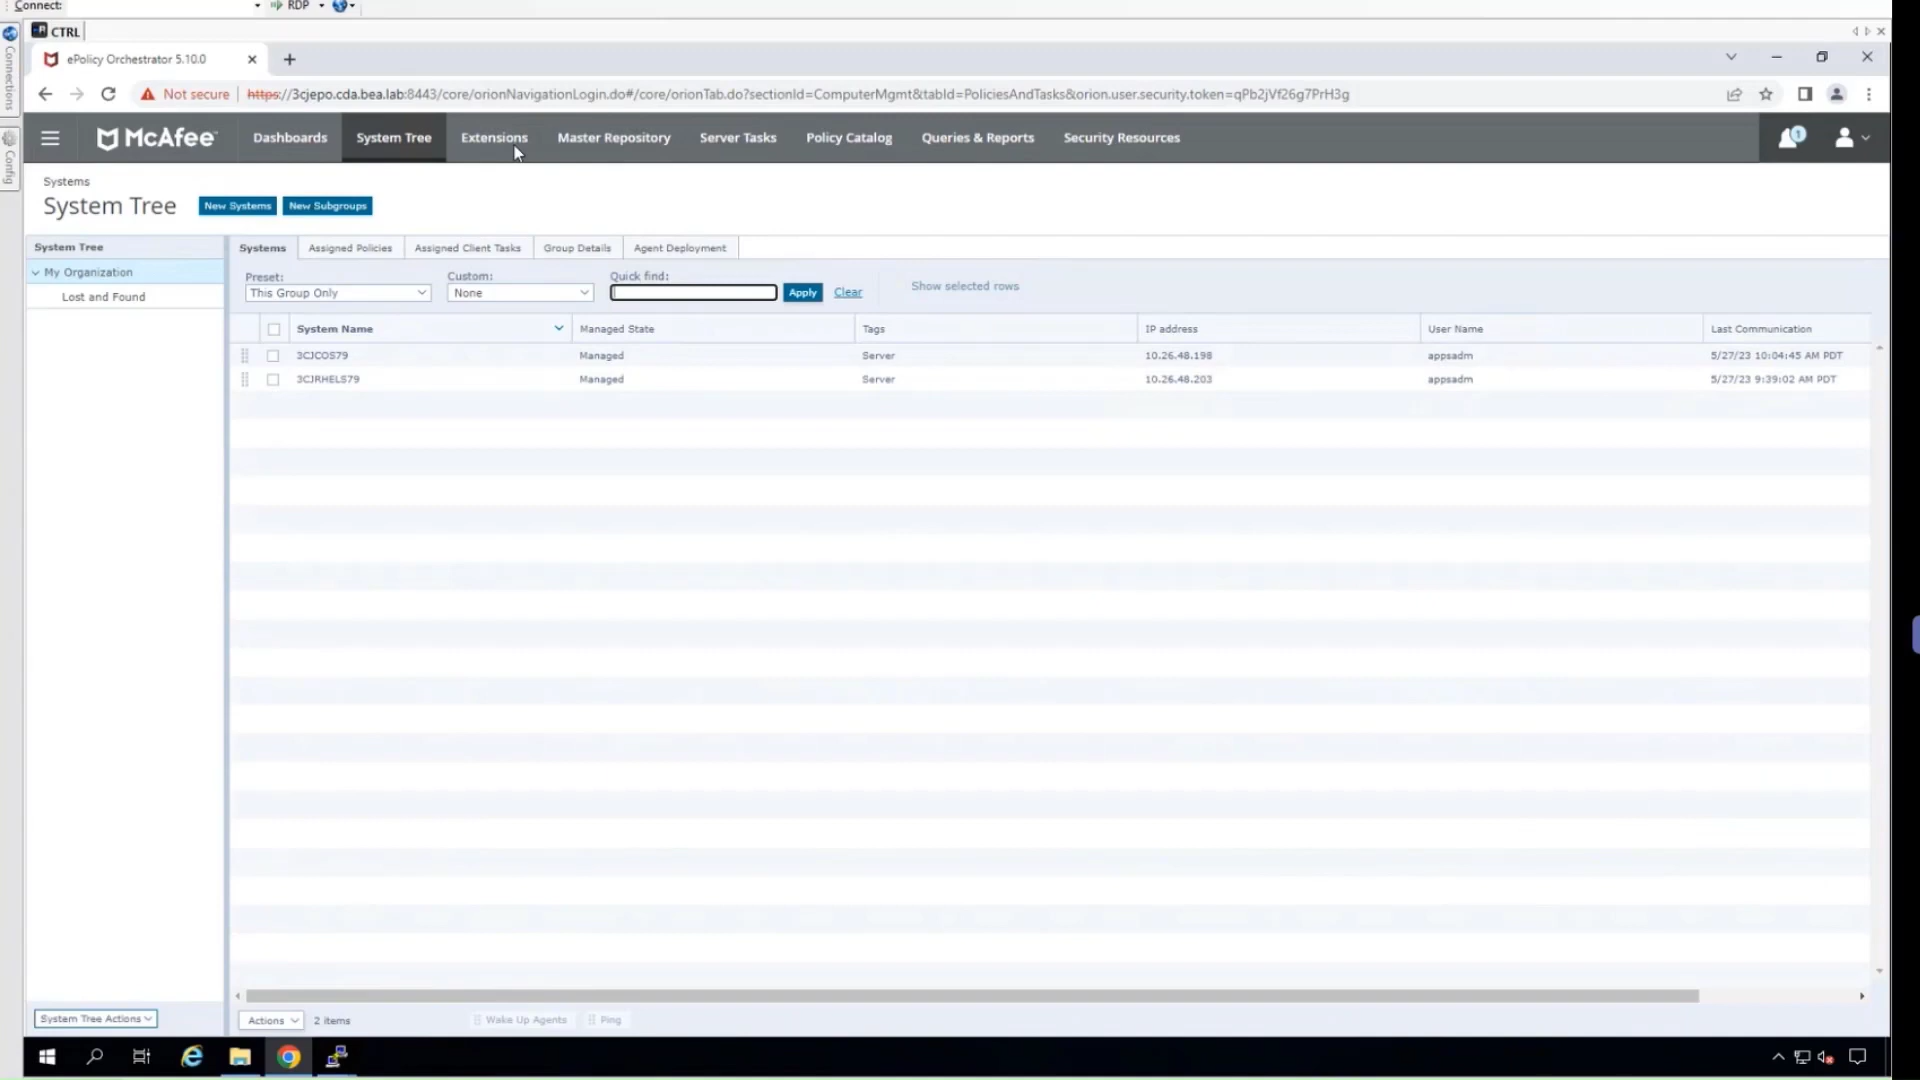 Connect:
RDP
CTRL
Connections
Config
ePolicy Orchestrator 5.10.0
Not secure
https://3cjepo.cda.bea.lab:8443/core/orionNavigationLogin.do#/core/orionTab.do?sectionId=ComputerMgmt&tabId=PoliciesAndTasks&orion.user.security.token=qPb2jVf26g7PrH3g
McAfee
Dashboards
System Tree
Extensions
Master Repository
Server Tasks
Policy Catalog
Queries & Reports
Security Resources
1
Systems
System Tree
New Systems
New Subgroups
System Tree
My Organization
Lost and Found
Systems
Assigned Policies
Assigned Client Tasks
Group Details
Agent Deployment
Preset:
This Group Only
Custom:
None
Quick find:
Apply
Clear
Show selected rows
System Name
Managed State
Tags
IP address
User Name
Last Communication
3CJCOS79
Managed
Server
10.26.48.198
appsadm
5/27/23 10:04:45 AM PDT
3CJRHELS79
Managed
Server
10.26.48.203
appsadm
5/27/23 9:39:02 AM PDT
System Tree Actions
Actions
2 items
Wake Up Agents
Ping